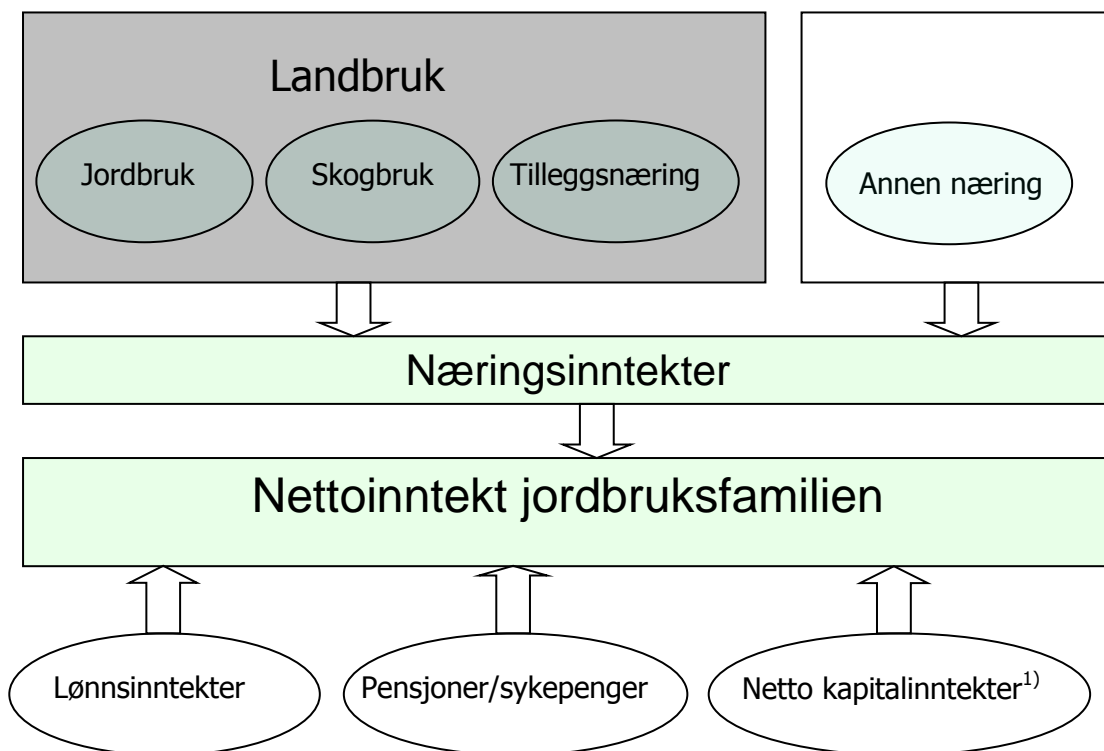 Landbruk
Jordbruk
Skogbruk
Tilleggsnæring
Annen næring
Næringsinntekter
Nettoinntekt jordbruksfamilien
Lønnsinntekter
Pensjoner/sykepenger
Netto kapitalinntekter1)